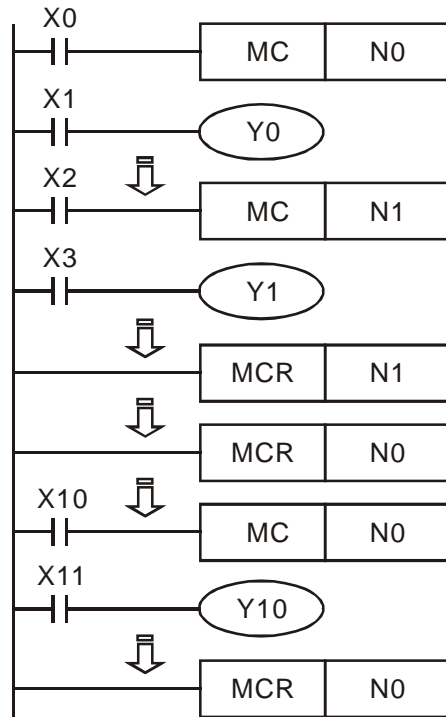 X0
MC N0
X1
Y0
X2
MC N1
X3
Y1
MCR N1
MCR N0
X10
MC N0
X11
Y10
MCR N0